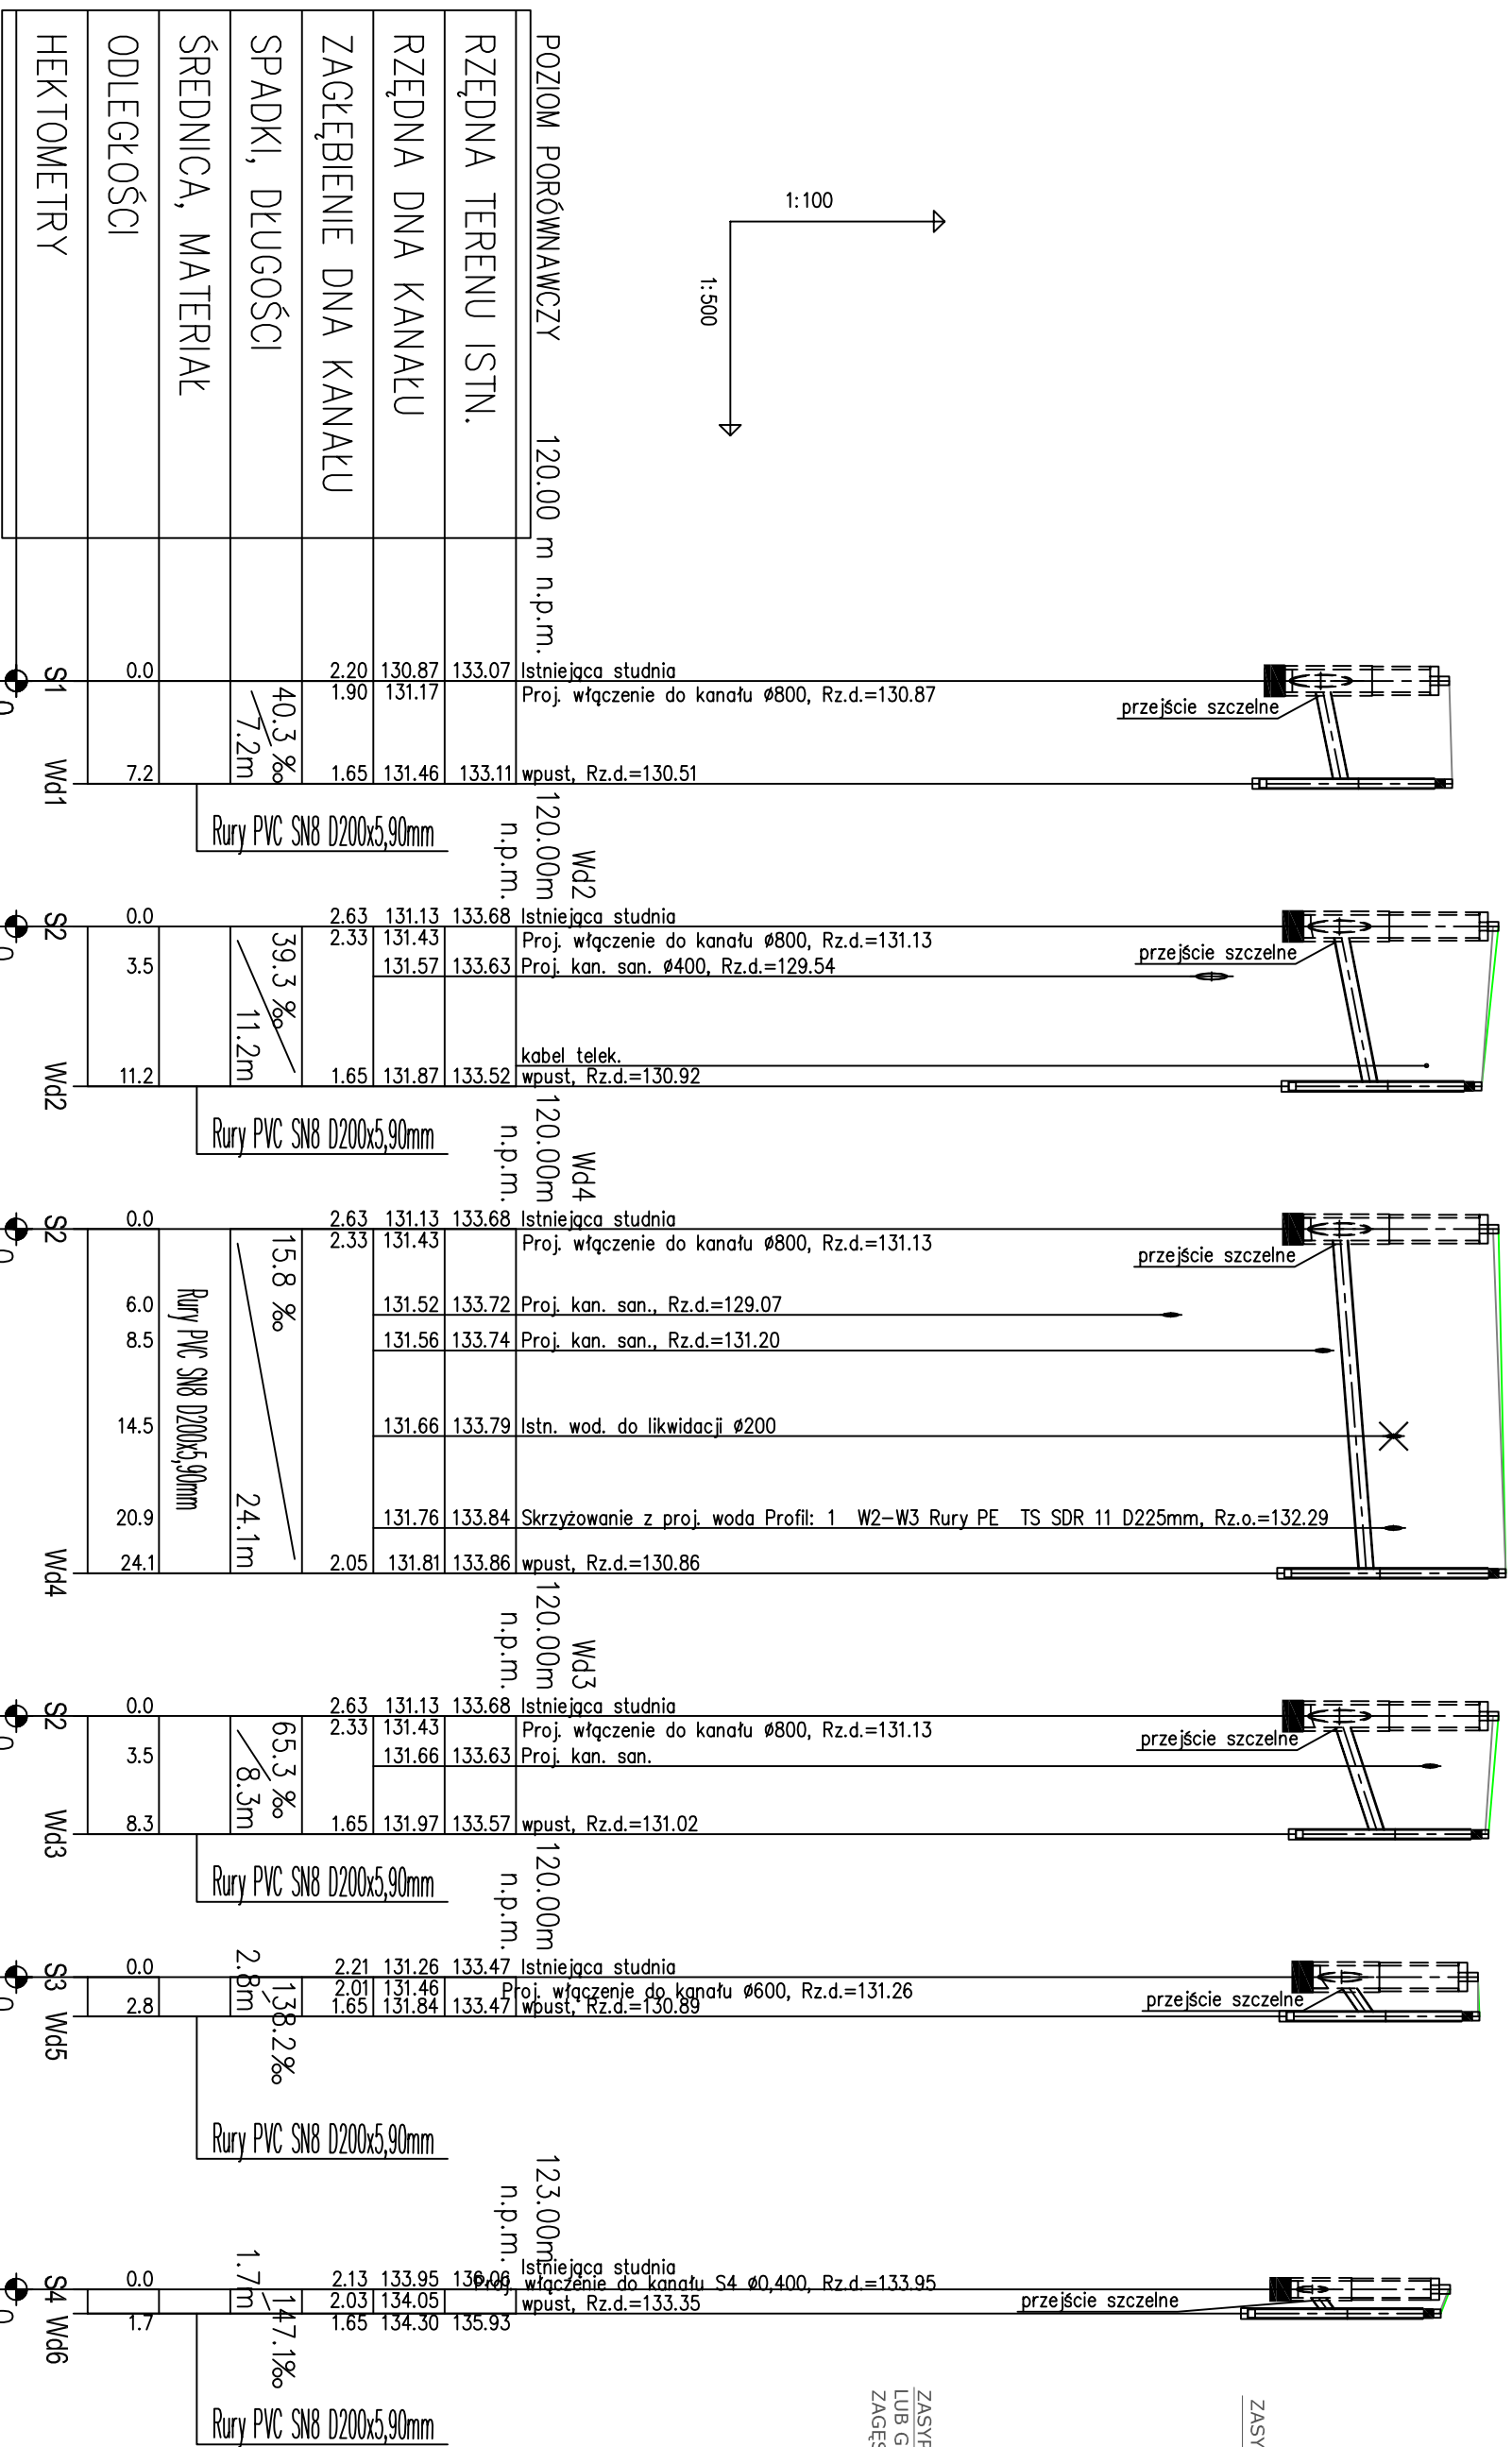 1:100
1:500
POZIOM PORÓWNAWCZY 120.00 m n.p.m.
RZĘDNA TERENU ISTN.
RZĘDNA DNA KANAŁU
ZAGŁĘBIENIE DNA KANAŁU
SPADKI, DŁUGOŚCI
ŚREDNICA, MATERIAŁ
ODLEGŁOŚCI
HEKTOMETRY
0.0 2.20 130.87 133.07 Istniejąca studnia
1.90 131.17 Proj. włączenie do kanału Ø800, Rz.d.=130.87
przejście szczelne
40.3 ‰
7.2m
7.2 1.65 131.46 133.11 wpust, Rz.d.=130.51
S1
Wd1
0
Rury PVC SN8 D200x5,90mm
Wd2
120.00m
n.p.m.
0.0 2.63 131.13 133.68 Istniejąca studnia
2.33 131.43 Proj. włączenie do kanału Ø800, Rz.d.=131.13
przejście szczelne
3.5 131.57 133.63 Proj. kan. san. Ø400, Rz.d.=129.54
39.3 ‰
11.2m
kabel telek.
11.2 1.65 131.87 133.52 wpust, Rz.d.=130.92
S2
Wd2
0
Rury PVC SN8 D200x5,90mm
Wd4
120.00m
n.p.m.
0.0 2.63 131.13 133.68 Istniejąca studnia
2.33 131.43 Proj. włączenie do kanału Ø800, Rz.d.=131.13
przejście szczelne
15.8 ‰
24.1m
6.0 131.52 133.72 Proj. kan. san., Rz.d.=129.07
8.5 131.56 133.74 Proj. kan. san., Rz.d.=131.20
14.5 131.66 133.79 Istn. wod. do likwidacji Ø200
20.9 131.76 133.84 Skrzyżowanie z proj. woda Profil: 1 W2-W3 Rury PE TS SDR 11 D225mm, Rz.o.=132.29
24.1 2.05 131.81 133.86 wpust, Rz.d.=130.86
Rury PVC SN8 D200x5,90mm
S2
Wd4
0
Wd3
120.00m
n.p.m.
0.0 2.63 131.13 133.68 Istniejąca studnia
2.33 131.43 Proj. włączenie do kanału Ø800, Rz.d.=131.13
przejście szczelne
3.5 131.66 133.63 Proj. kan. san.
65.3 ‰
8.3m
8.3 1.65 131.97 133.57 wpust, Rz.d.=131.02
S2
Wd3
0
Rury PVC SN8 D200x5,90mm
120.00m
n.p.m.
0.0 2.21 131.26 133.47 Istniejąca studnia
2.01 131.46 Proj. włączenie do kanału Ø600, Rz.d.=131.26
przejście szczelne
2.8 1.65 131.84 133.47 wpust, Rz.d.=130.89
138.2‰
2.8m
S3
Wd5
0
Rury PVC SN8 D200x5,90mm
123.00m
n.p.m.
Istniejąca studnia
0.0 2.13 133.95 136.06 Proj. włączenie do kanału S4 Ø0,400, Rz.d.=133.95
2.03 134.05 wpust, Rz.d.=133.35
przejście szczelne
1.7 1.65 134.30 135.93
147.1‰
1.7m
S4
Wd6
0
Rury PVC SN8 D200x5,90mm
ZASY
LUB G